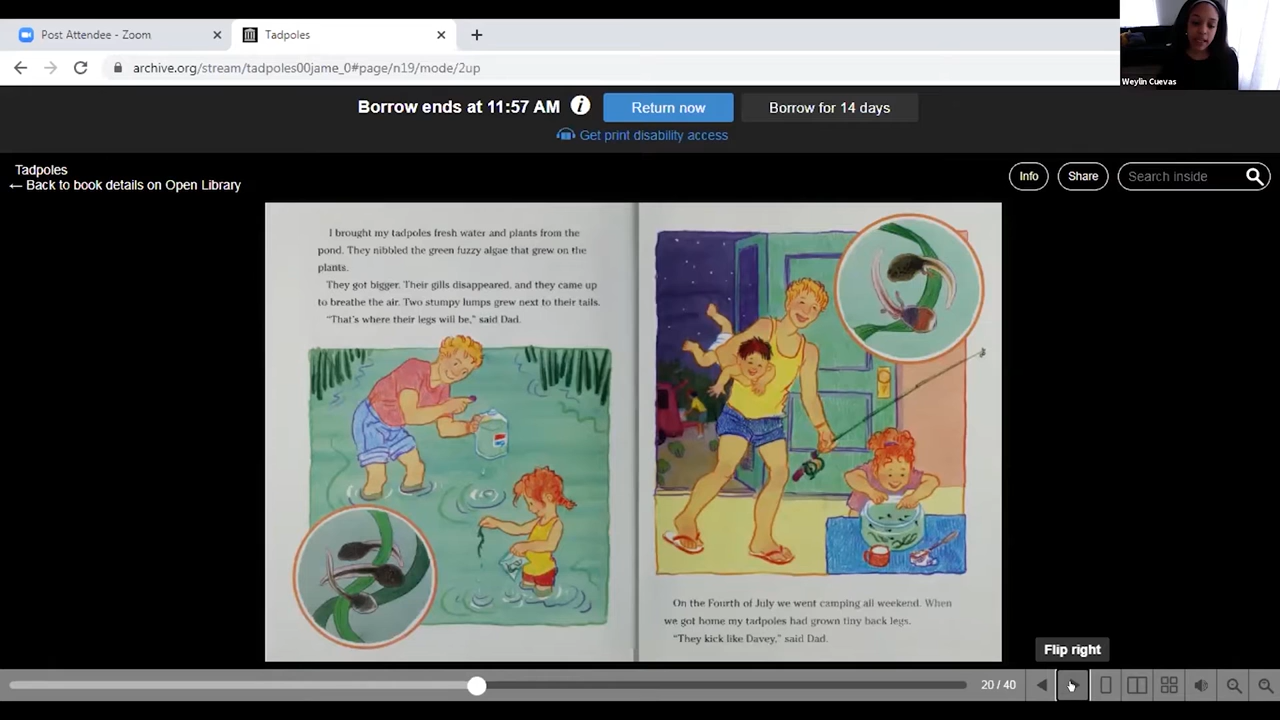 Post Attendee - Zoom
Tadpoles
archive.org/stream/tadpoles00jame_0#page/n19/mode/2up
Weylin Cuevas
Borrow ends at 11:57 AM
Return now
Borrow for 14 days
Get print disability access
Tadpoles
← Back to book details on Open Library
Info
Share
Search inside
I brought my tadpoles fresh water and plants from the
pond. They nibbled the green fuzzy algae that grew on the
plants.
They got bigger. Their gills disappeared, and they came up
to breathe the air. Two stumpy lumps grew next to their tails.
“That’s where their legs will be,” said Dad.
On the Fourth of July we went camping all weekend. When
we got home my tadpoles had grown tiny back legs.
“They kick like Davey,” said Dad.
Flip right
20 / 40